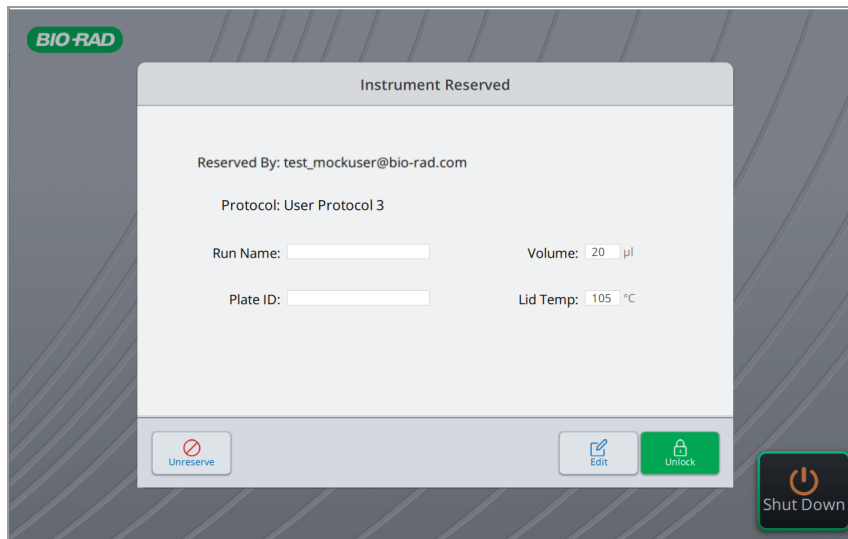 BIO-RAD
Instrument Reserved
Reserved By: test_mockuser@bio-rad.com
Protocol: User Protocol 3
Run Name:
Volume: 20 µl
Plate ID:
Lid Temp: 105 °C
Unreserve
Edit
Unlock
Shut Down